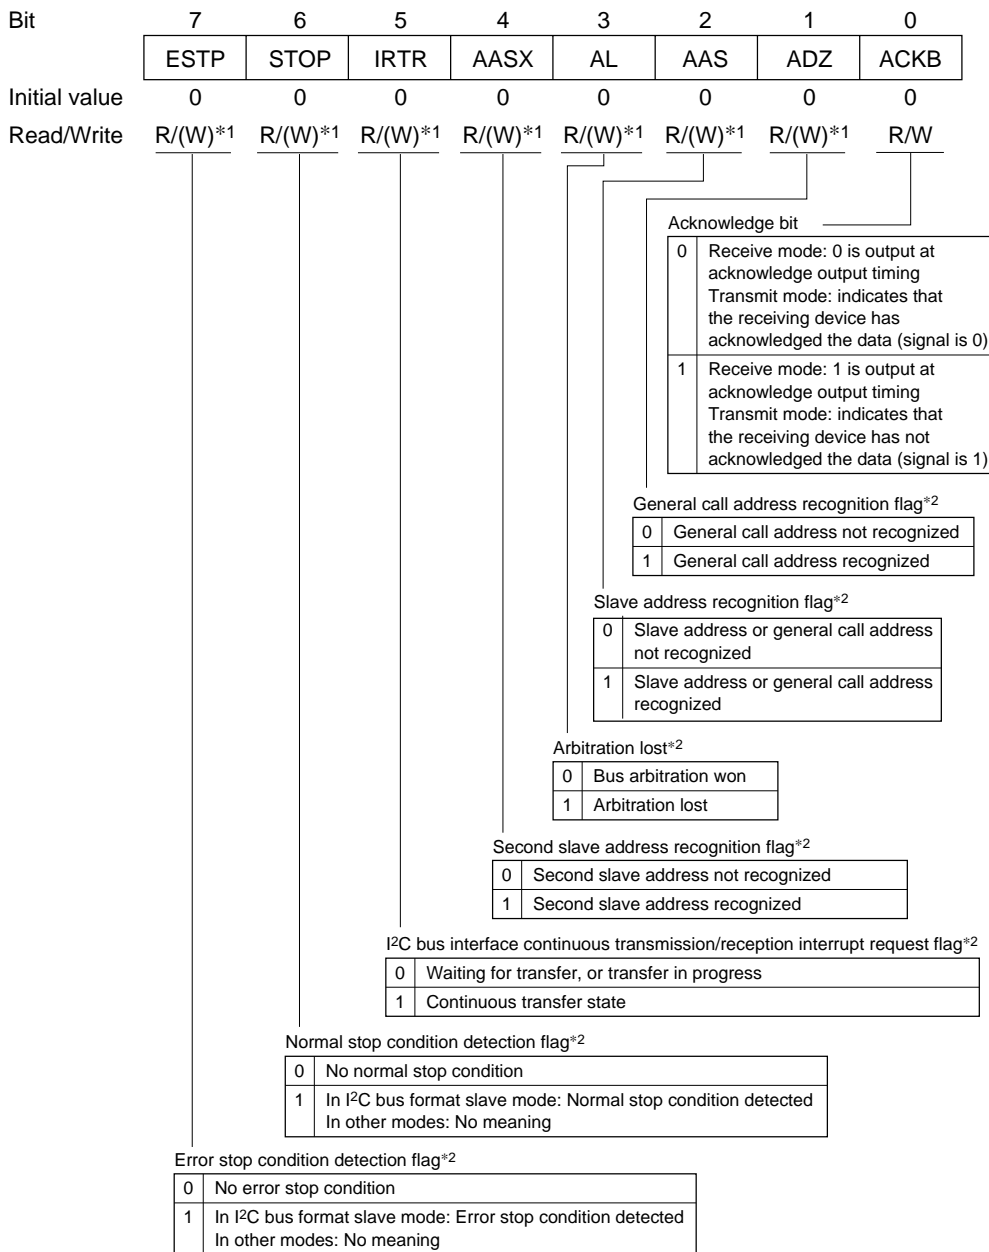 Bit 7 6 5 4 3 2 1 0
ESTP STOP IRTR AASX AL AAS ADZ ACKB
Initial value 0 0 0 0 0 0 0 0
Read/Write R/(W)*1 R/(W)*1 R/(W)*1 R/(W)*1 R/(W)*1 R/(W)*1 R/(W)*1 R/W
Acknowledge bit
0 Receive mode: 0 is output at
acknowledge output timing
Transmit mode: indicates that
the receiving device has
acknowledged the data (signal is 0)
1 Receive mode: 1 is output at
acknowledge output timing
Transmit mode: indicates that
the receiving device has not
acknowledged the data (signal is 1)
General call address recognition flag*2
0 General call address not recognized
1 General call address recognized
Slave address recognition flag*2
0 Slave address or general call address
not recognized
1 Slave address or general call address
recognized
Arbitration lost*2
0 Bus arbitration won
1 Arbitration lost
Second slave address recognition flag*2
0 Second slave address not recognized
1 Second slave address recognized
I2C bus interface continuous transmission/reception interrupt request flag*2
0 Waiting for transfer, or transfer in progress
1 Continuous transfer state
Normal stop condition detection flag*2
0 No normal stop condition
1 In I2C bus format slave mode: Normal stop condition detected
In other modes: No meaning
Error stop condition detection flag*2
0 No error stop condition
1 In I2C bus format slave mode: Error stop condition detected
In other modes: No meaning